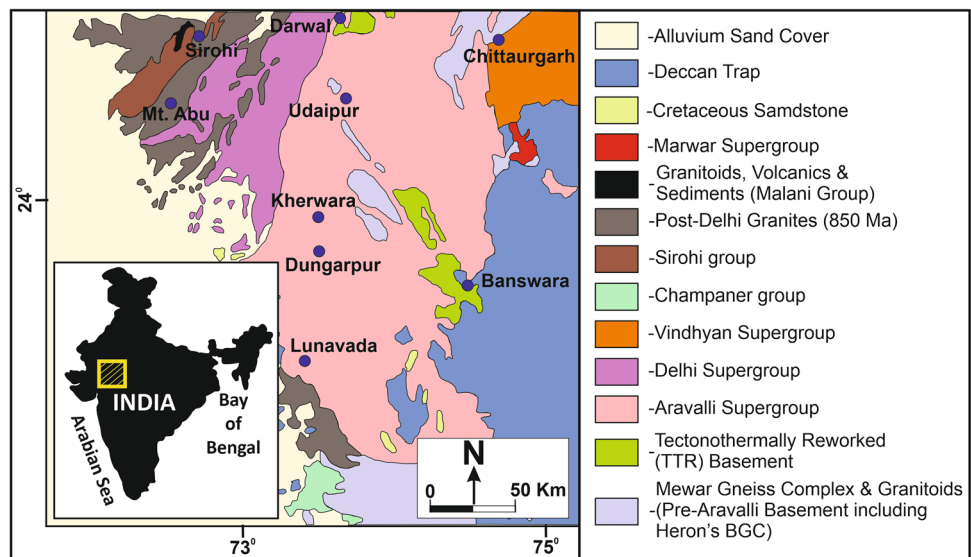 Darwal
Sirohi
Chittaurgarh
Mt. Abu
Udaipur
24⁰
Kherwara
Dungarpur
Banswara
Lunavada
INDIA
Bay
of
Bengal
Arabian Sea
N
0 50 Km
73⁰ 75⁰
-Alluvium Sand Cover
-Deccan Trap
-Cretaceous Samdstone
-Marwar Supergroup
-Granitoids, Volcanics &
Sediments (Malani Group)
-Post-Delhi Granites (850 Ma)
-Sirohi group
-Champaner group
-Vindhyan Supergroup
-Delhi Supergroup
-Aravalli Supergroup
-Tectonothermally Reworked
(TTR) Basement
Mewar Gneiss Complex & Granitoids
-(Pre-Aravalli Basement including
Heron's BGC)